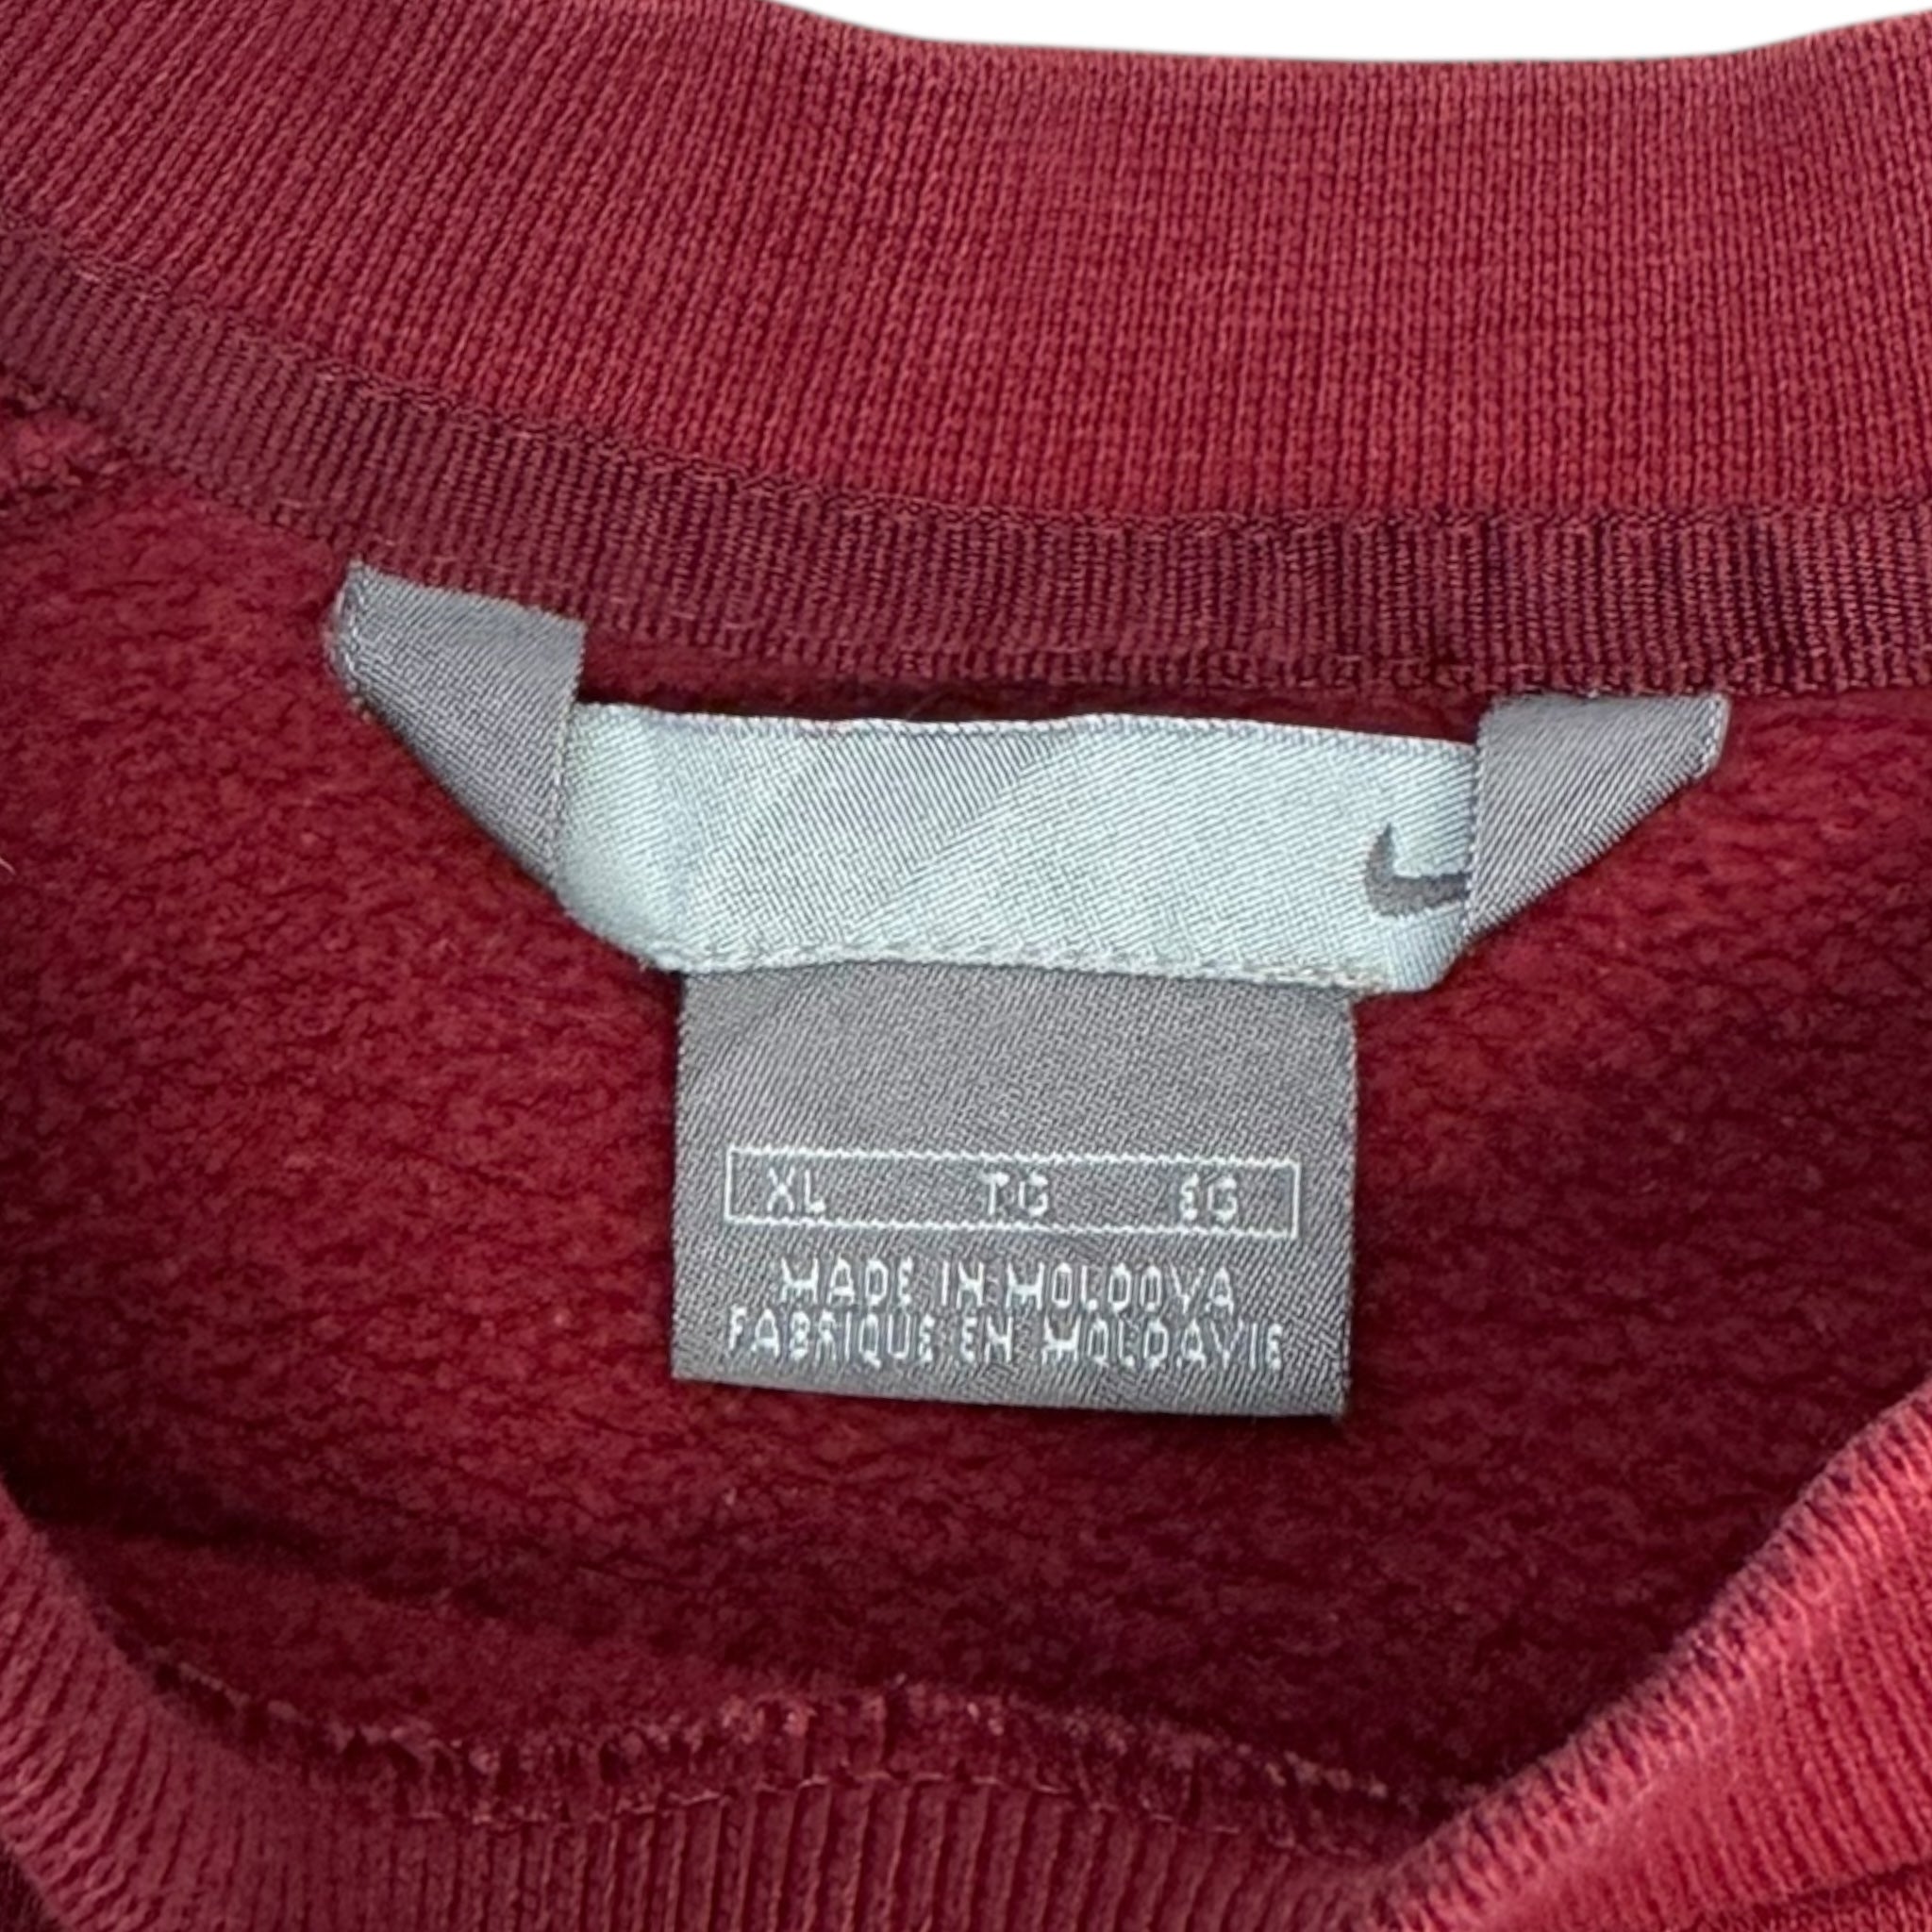 XL TG EG
MADE IN MOLDOVA
FABRIQUE EN MOLDAVIE